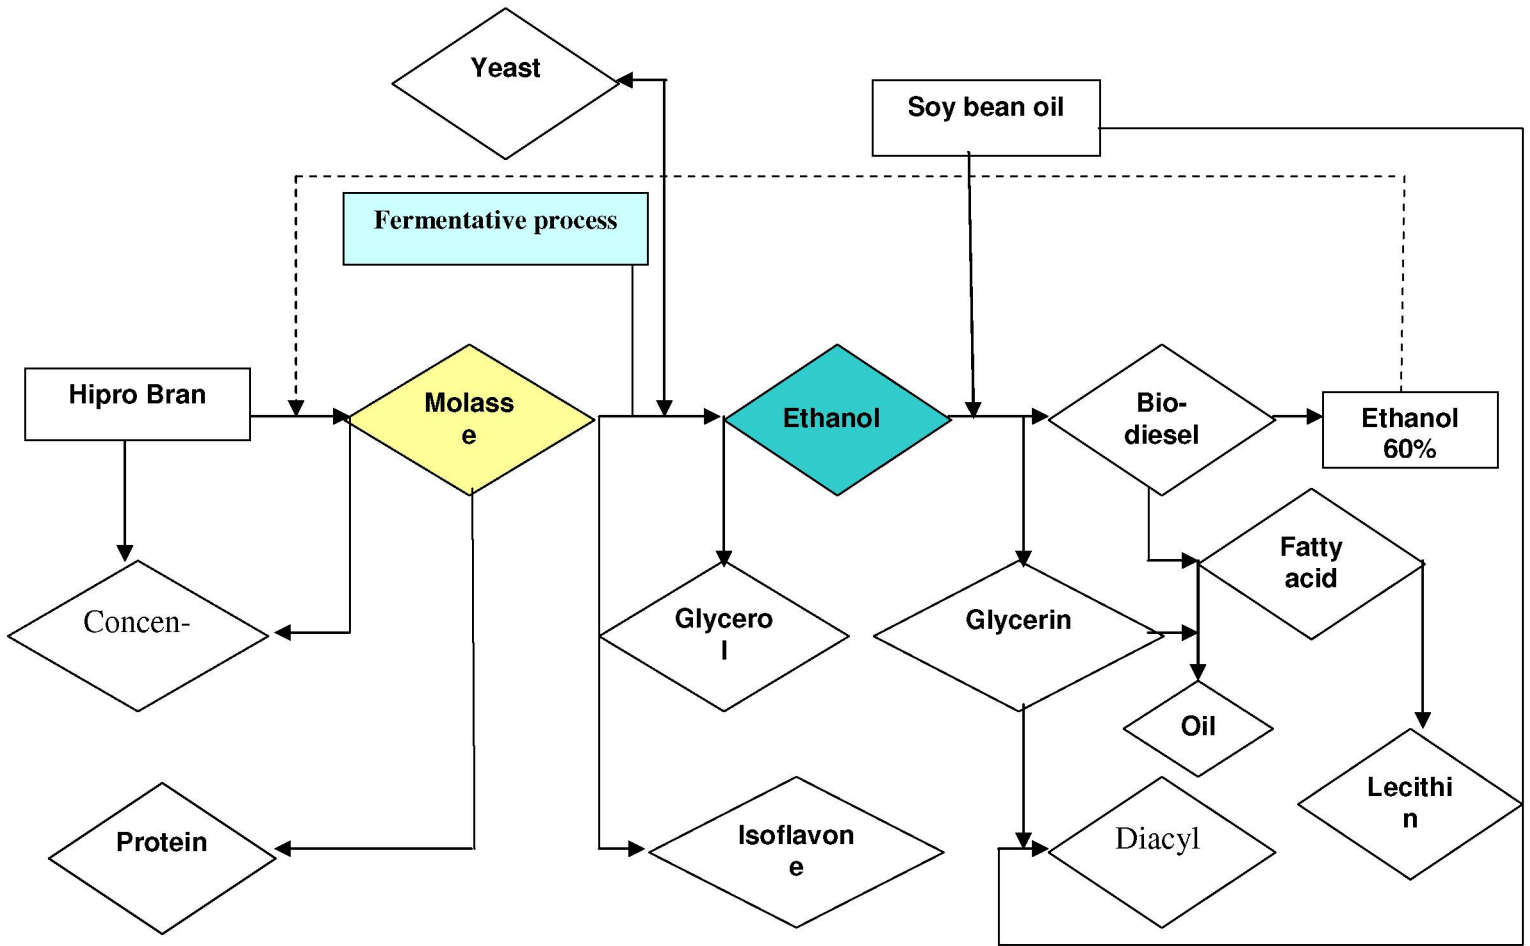 Yeast
Soy bean oil
Fermentative process
Hipro Bran
Molass
e
Ethanol
Bio-
diesel
Ethanol
60%
Fatty
acid
Concen-
Glycero
l
Glycerin
Oil
Lecithi
n
Protein
Isoflavon
e
Diacyl